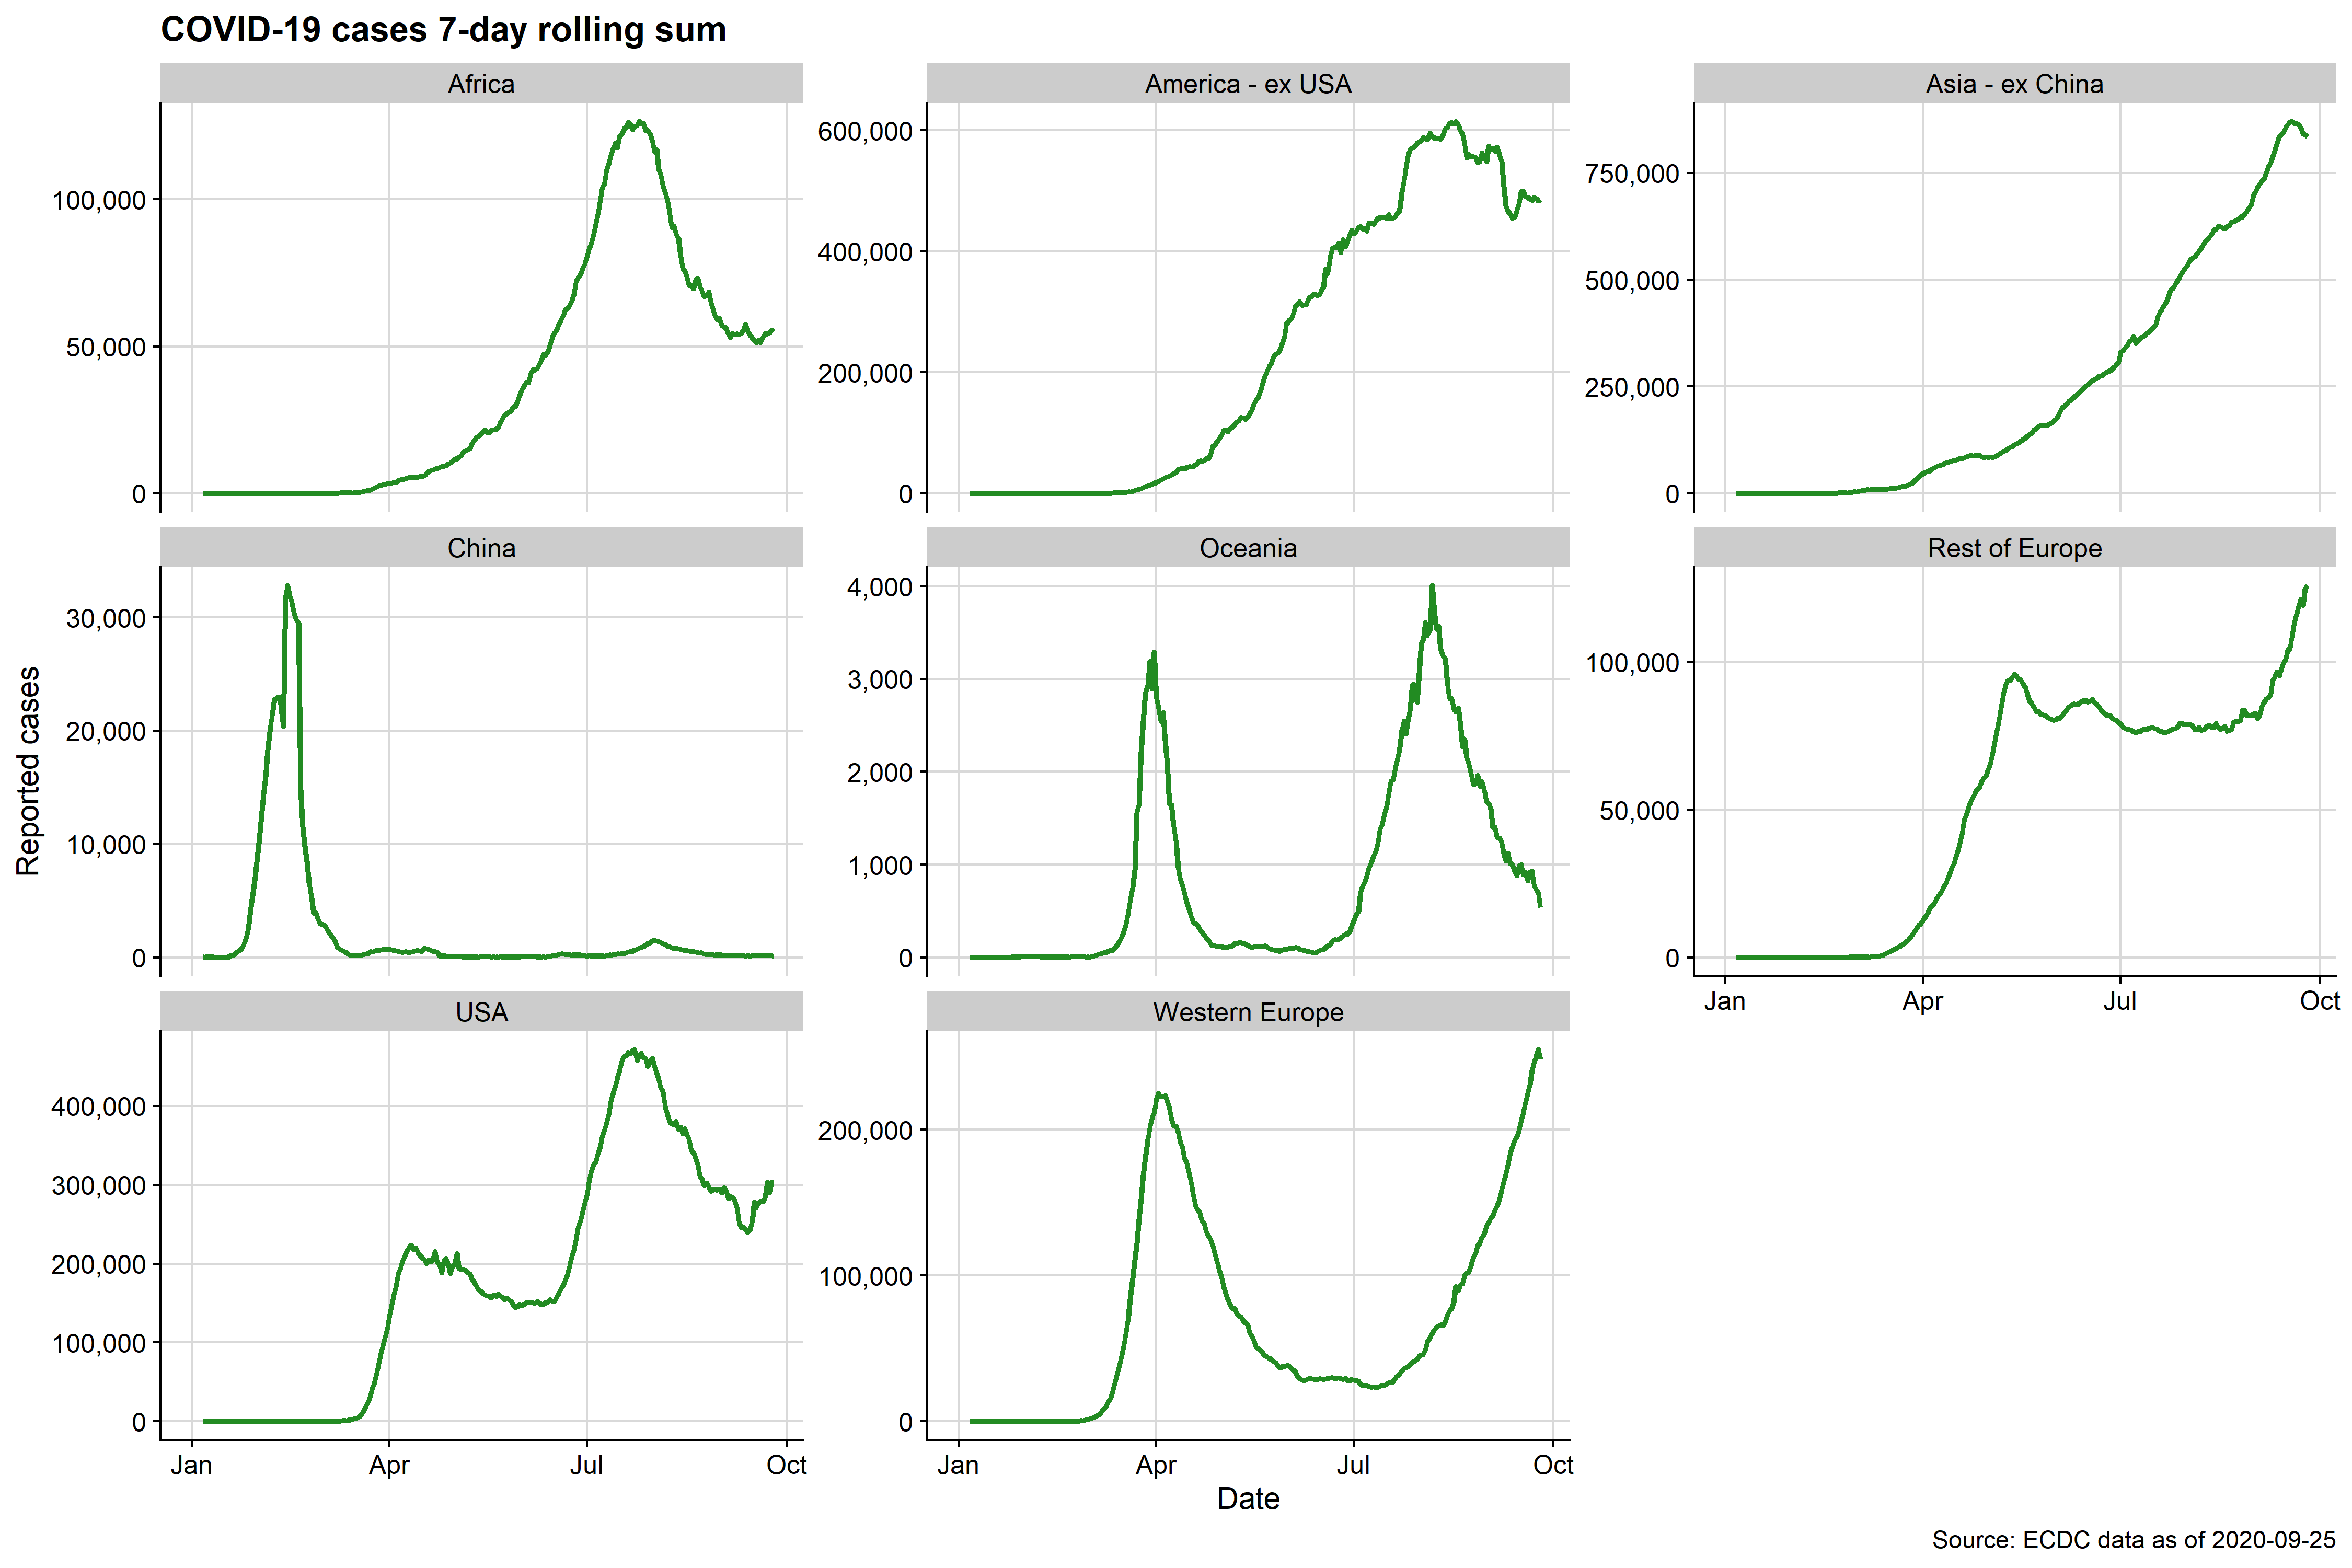 COVID-19 cases 7-day rolling sum
Africa
100,000
50,000
0
America - ex USA
600,000
400,000
200,000
0
Asia - ex China
750,000
500,000
250,000
0
Reported cases
China
30,000
20,000
10,000
0
Oceania
4,000
3,000
2,000
1,000
0
Rest of Europe
100,000
50,000
0
Jan Apr Jul Oct
USA
400,000
300,000
200,000
100,000
0
Jan Apr Jul Oct
Western Europe
200,000
100,000
0
Jan Apr Jul Oct
Date
Source: ECDC data as of 2020-09-25